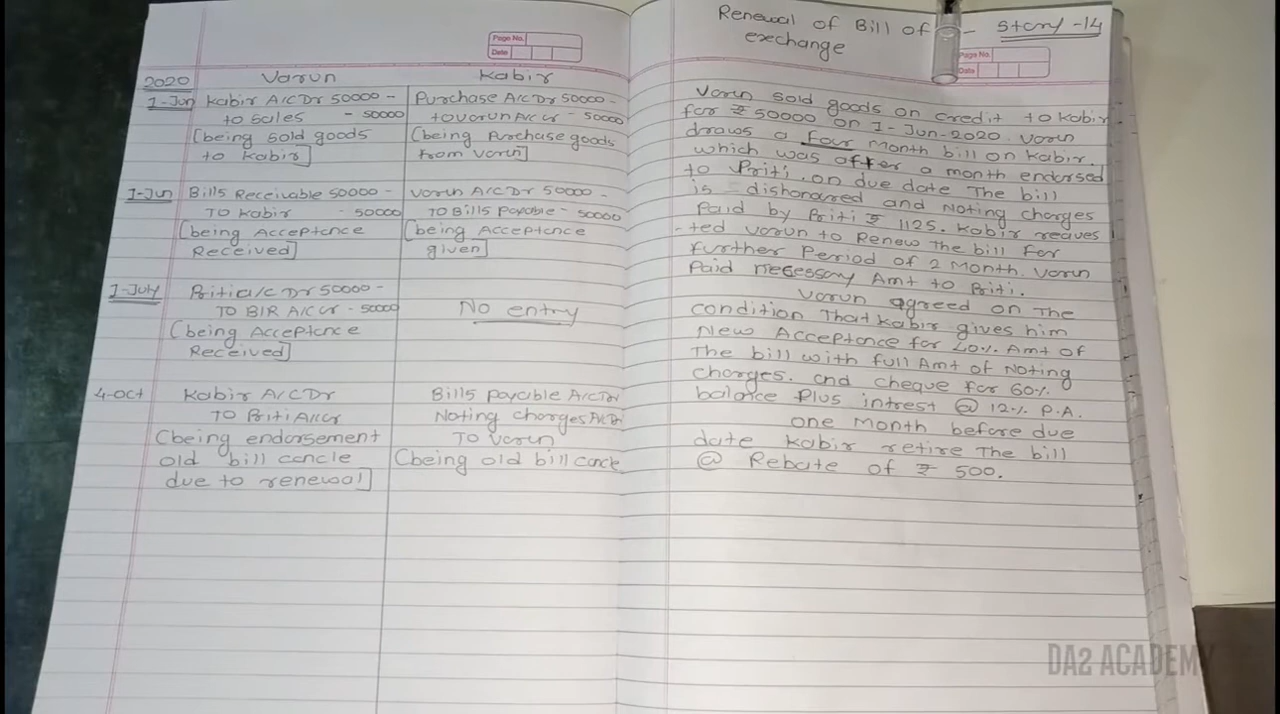 Page No.
Date
2020
Varun
Kabir
1-Jun
Kabir A/C Dr 50000 -
to Sales - 50000
(being sold goods
to kabir]
Purchase A/C Dr 50000 -
to varun A/C Cr - 50000
(being Purchase goods
from varun]
1-Jun
Bills Receivable 50000 -
TO Kabir - 50000
[being Acceptance
Received]
varun A/C Dr 50000 -
TO Bills Payable - 50000
[being Acceptance
given]
1-July
Priti a/c Dr 50000 -
TO B/R A/C Cr - 50000
(being Acceptance
Received]
No entry
4-Oct
Kabir A/C Dr
TO Priti A/c Cr
(being endorsement
old bill cancle
due to renewal]
Bills payable A/C Dr
Noting charges A/c Dr
TO Varun
(being old bill cancle
Renewal of Bill of -
exchange
Story -14
Page No.
Date
Varun sold goods on credit to kabir
for ₹ 50000 on 1-Jun-2020. varun
draws a four month bill on kabir.
which was after a month endorsed
to Priti. on due date The bill
is dishonored and Noting charges
Paid by Priti ₹ 1125. Kabir reques
-ted varun to Renew the bill for
further Period of 2 Month. varun
Paid necessary Amt to Priti.
varun agreed on The
condition That kabir gives him
New Acceptance for 40% Amt of
The bill with full Amt of Noting
charges. and cheque for 60%
balance plus intrest @ 12% P.A.
one month before due
date kabir retire The bill
@ Rebate of ₹ 500.
DA2 ACADEMY